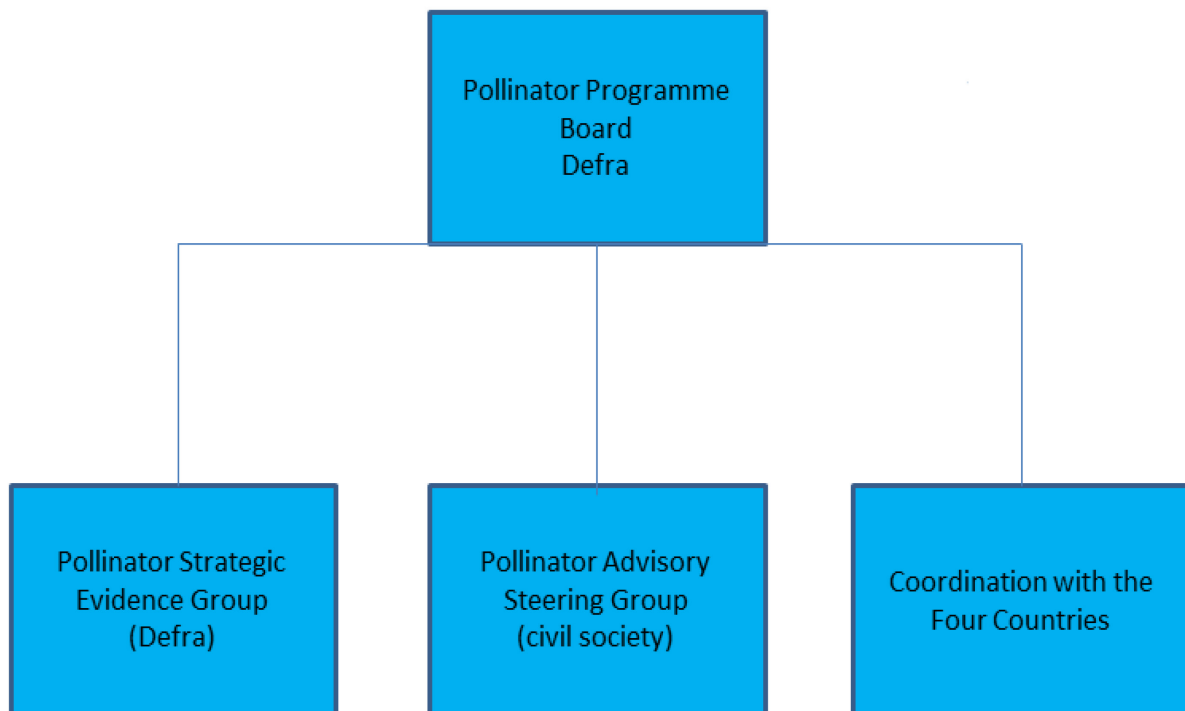 Pollinator Programme
Board
Defra
Pollinator Strategic
Evidence Group
(Defra)
Pollinator Advisory
Steering Group
(civil society)
Coordination with the
Four Countries